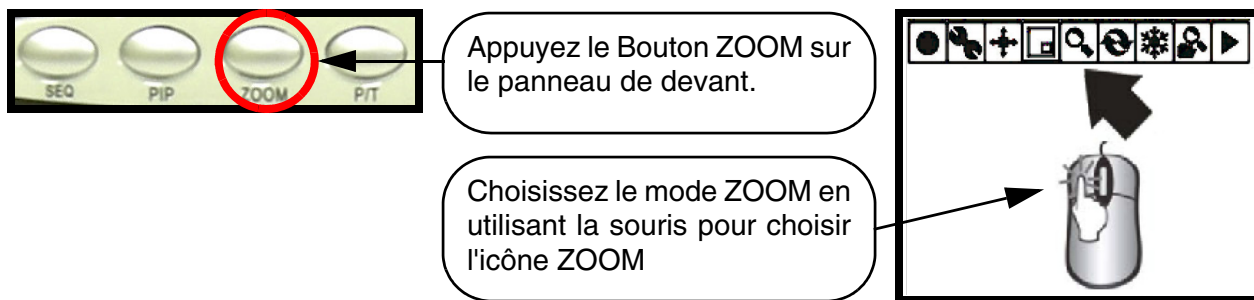 SEQ PIP ZOOM P/T
Appuyez le Bouton ZOOM sur
le panneau de devant.
Choisissez le mode ZOOM en
utilisant la souris pour choisir
l'icône ZOOM